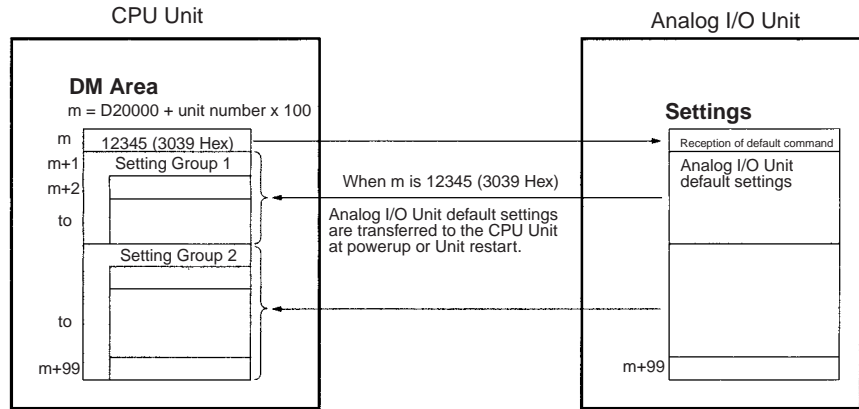 CPU Unit
Analog I/O Unit
DM Area
m = D20000 + unit number x 100
m
12345 (3039 Hex)
m+1
Setting Group 1
m+2
to
Setting Group 2
to
m+99
When m is 12345 (3039 Hex)
Analog I/O Unit default settings
are transferred to the CPU Unit
at powerup or Unit restart.
Settings
Reception of default command
Analog I/O Unit
default settings
m+99